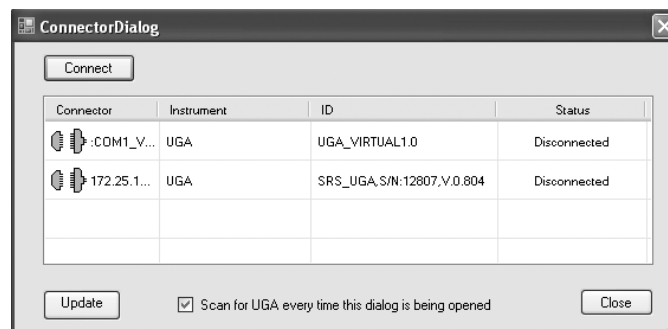 ConnectorDialog
Connect
Connector Instrument ID Status
:COM1_V... UGA UGA_VIRTUAL1.0 Disconnected
172.25.1... UGA SRS_UGA,S/N:12807,V.0.804 Disconnected
Update Scan for UGA every time this dialog is being opened Close